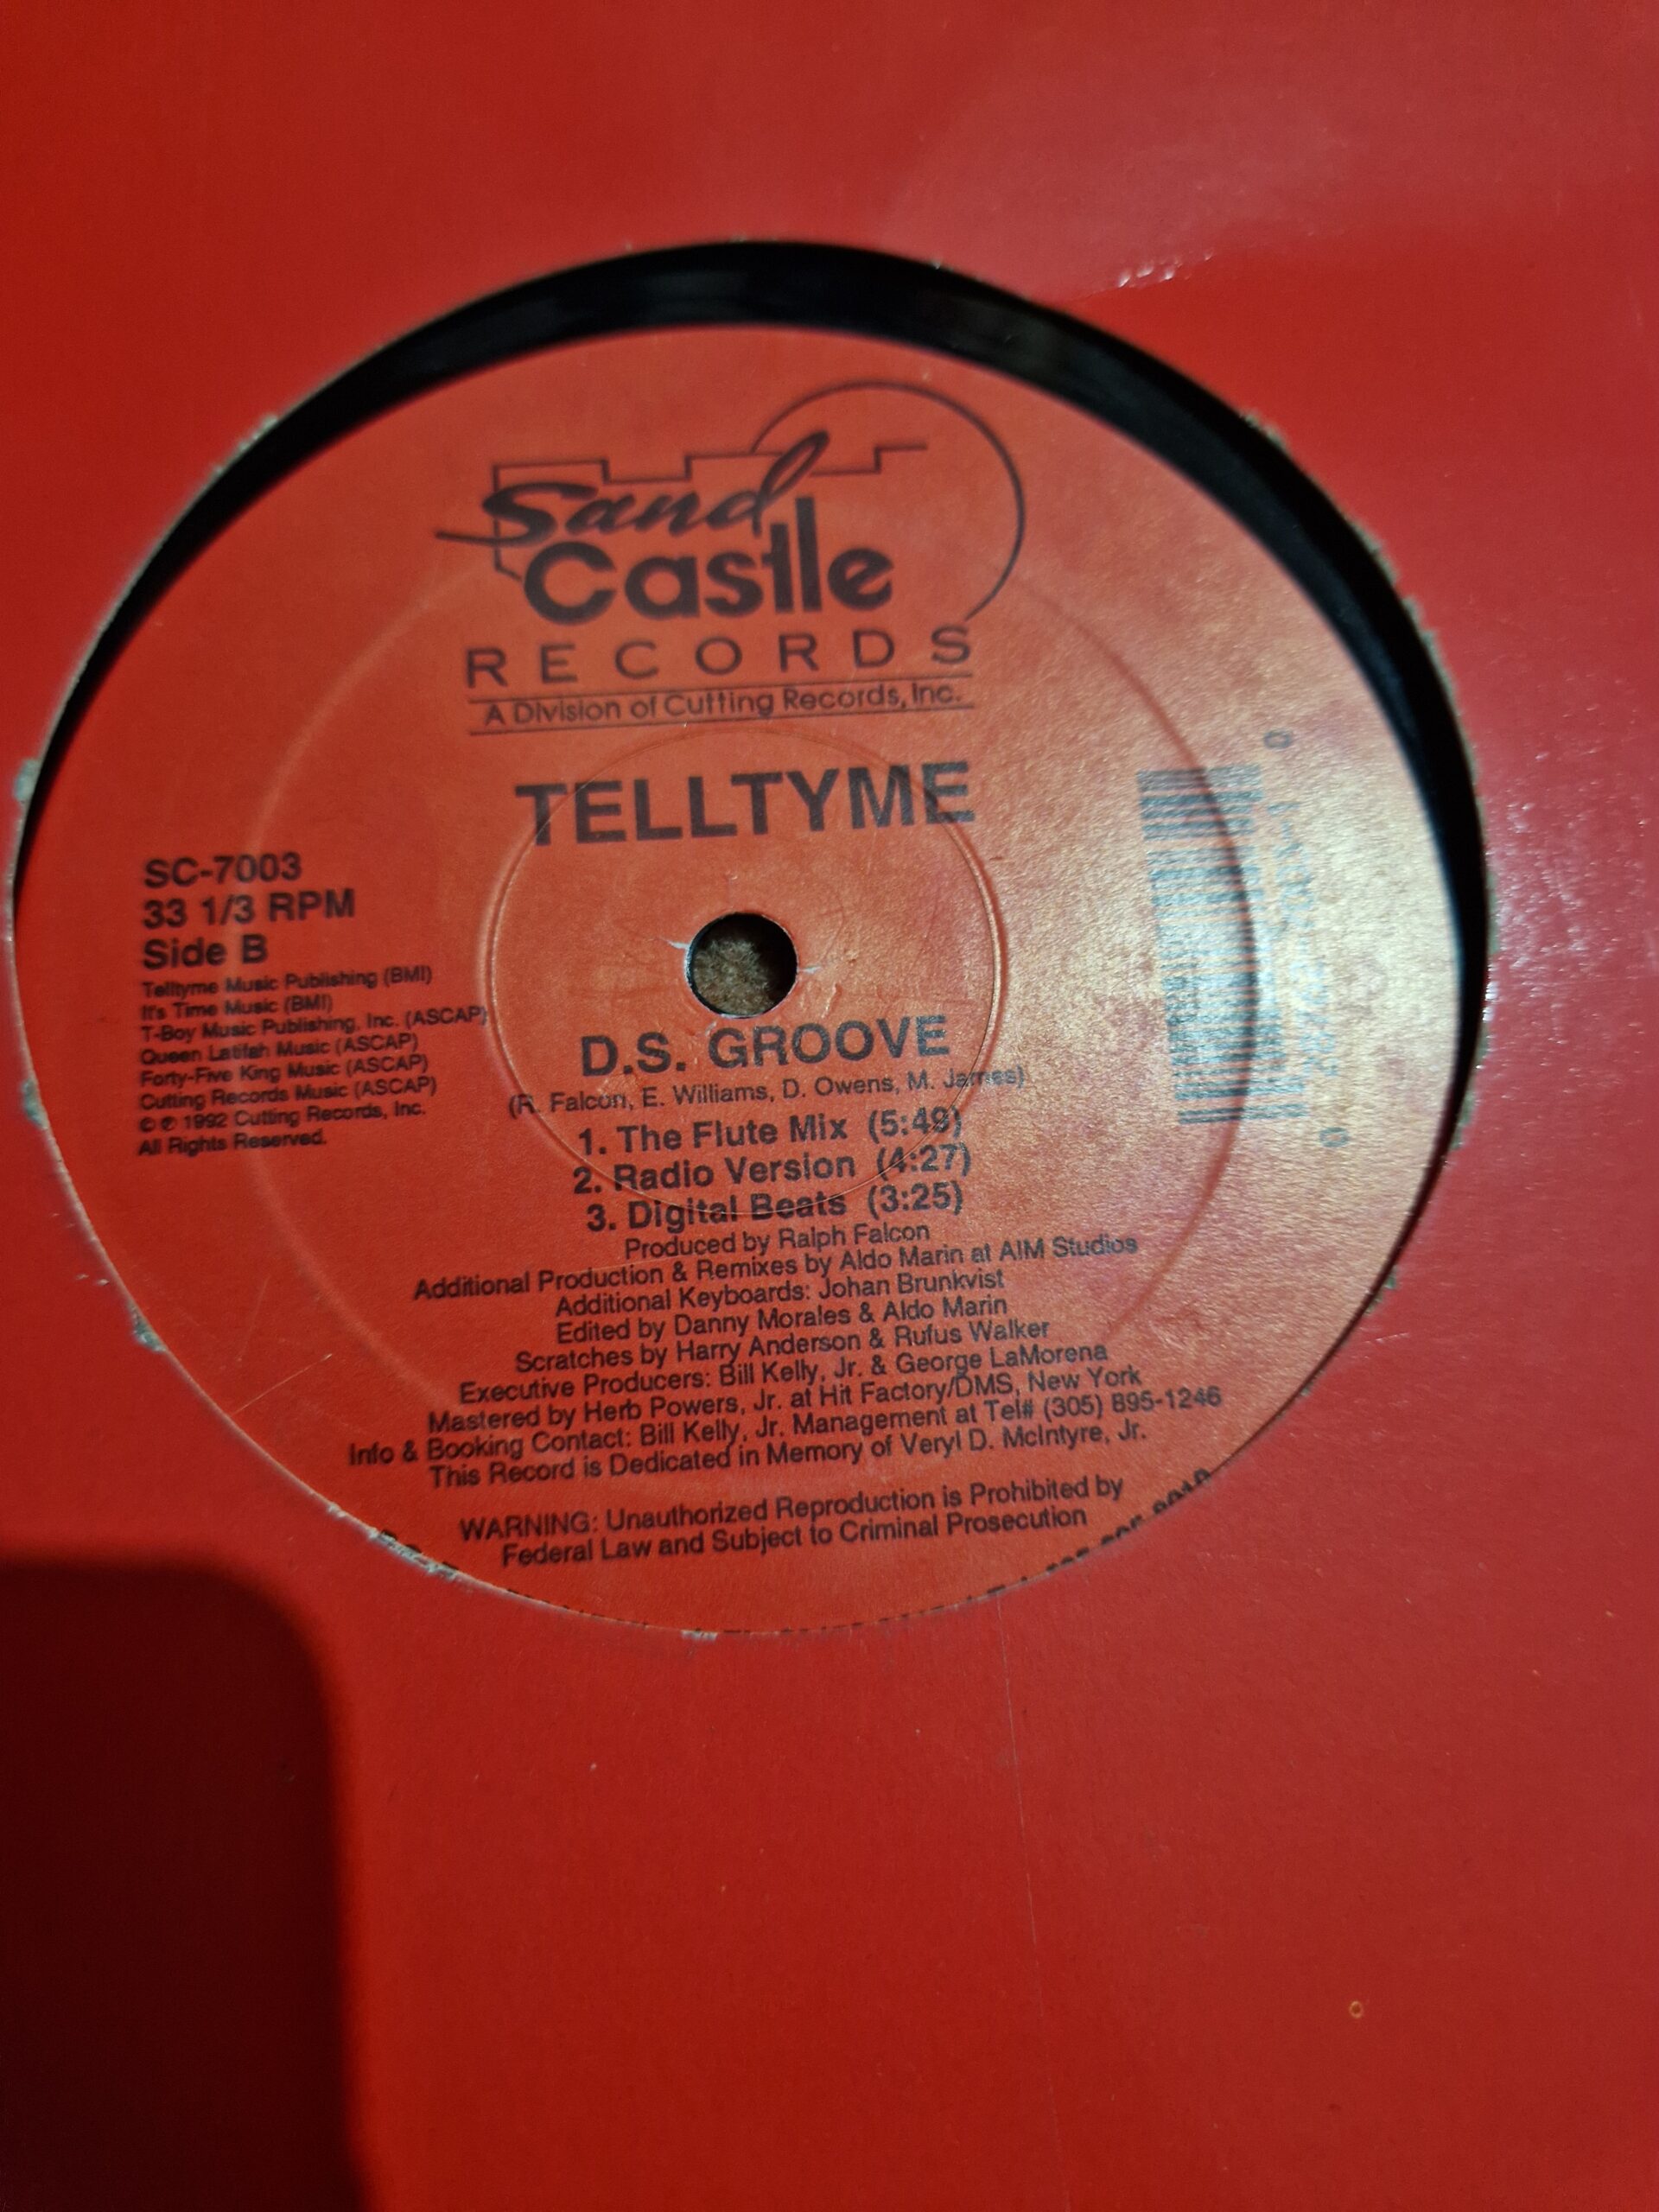 Sand
Castle
RECORDS
A Division of Cutting Records, Inc.
TELLTYME
SC-7003
33 1/3 RPM
Side B
Telltyme Music Publishing (BMI)
It's Time Music (BMI)
T-Boy Music Publishing, Inc. (ASCAP)
Queen Latifah Music (ASCAP)
Forty-Five King Music (ASCAP)
Cutting Records Music (ASCAP)
© ℗ 1992 Cutting Records, Inc.
All Rights Reserved.
D.S. GROOVE
(R. Falcon, E. Williams, D. Owens, M. James)
1. The Flute Mix (5:49)
2. Radio Version (4:27)
3. Digital Beats (3:25)
Produced by Ralph Falcon
Additional Production & Remixes by Aldo Marin at AIM Studios
Additional Keyboards: Johan Brunkvist
Edited by Danny Morales & Aldo Marin
Scratches by Harry Anderson & Rufus Walker
Executive Producers: Bill Kelly, Jr. & George LaMorena
Mastered by Herb Powers, Jr. at Hit Factory/DMS, New York
Info & Booking Contact: Bill Kelly, Jr. Management at Tel# (305) 895-1246
This Record is Dedicated in Memory of Veryl D. McIntyre, Jr.
WARNING: Unauthorized Reproduction is Prohibited by
Federal Law and Subject to Criminal Prosecution